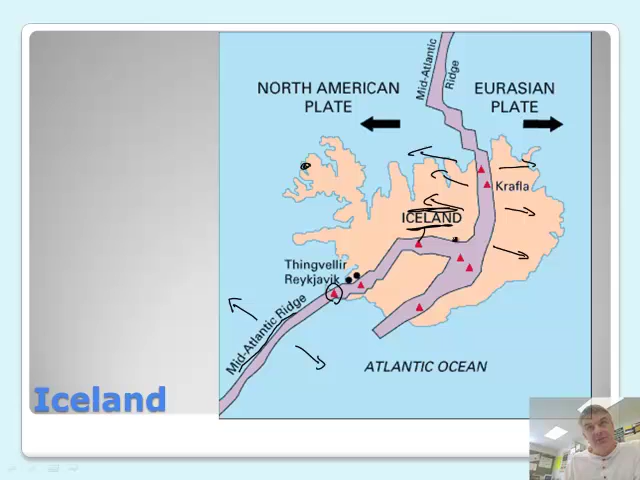 Mid-Atlantic
Ridge
NORTH AMERICAN
PLATE
EURASIAN
PLATE
Krafla
ICELAND
Thingvellir
Reykjavik
Mid-Atlantic Ridge
ATLANTIC OCEAN
Iceland